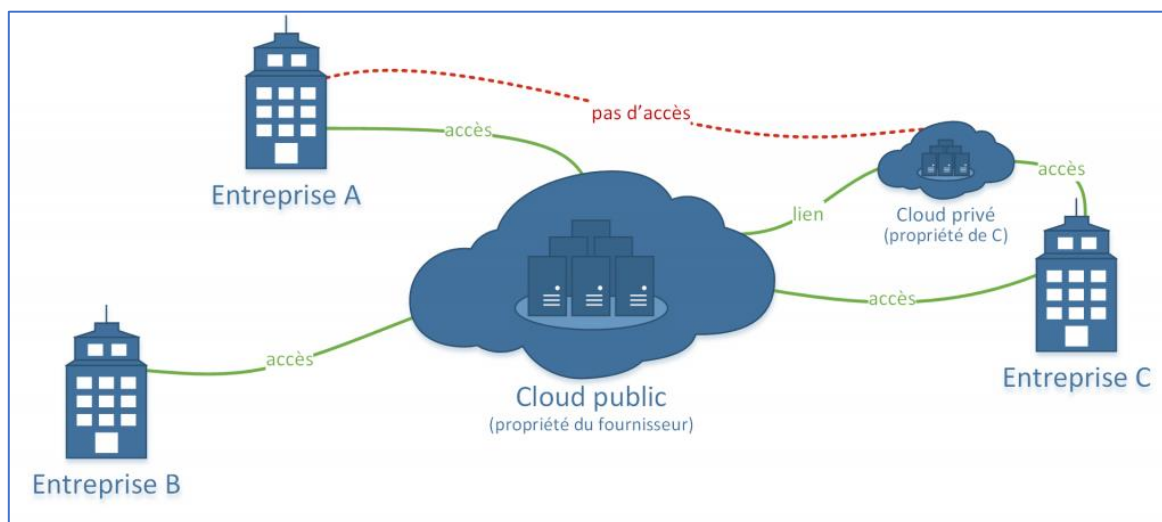 pas d'accès
accès
Entreprise A
accès
Cloud privé
(propriété de C)
lien
accès
accès
Entreprise C
Cloud public
(propriété du fournisseur)
Entreprise B